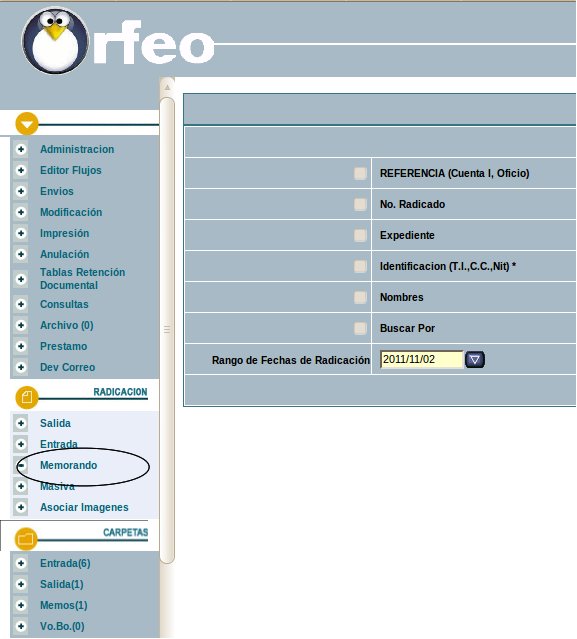 Orfeo
Administracion
Editor Flujos
Envios
Modificación
Impresión
Anulación
Tablas Retención
Documental
Consultas
Archivo (0)
Prestamo
Dev Correo
RADICACION
Salida
Entrada
Memorando
Masiva
Asociar Imagenes
CARPETAS
Entrada(6)
Salida(1)
Memos(1)
Vo.Bo.(0)
REFERENCIA (Cuenta I, Oficio)
No. Radicado
Expediente
Identificacion (T.I.,C.C.,Nit) *
Nombres
Buscar Por
Rango de Fechas de Radicación 2011/11/02